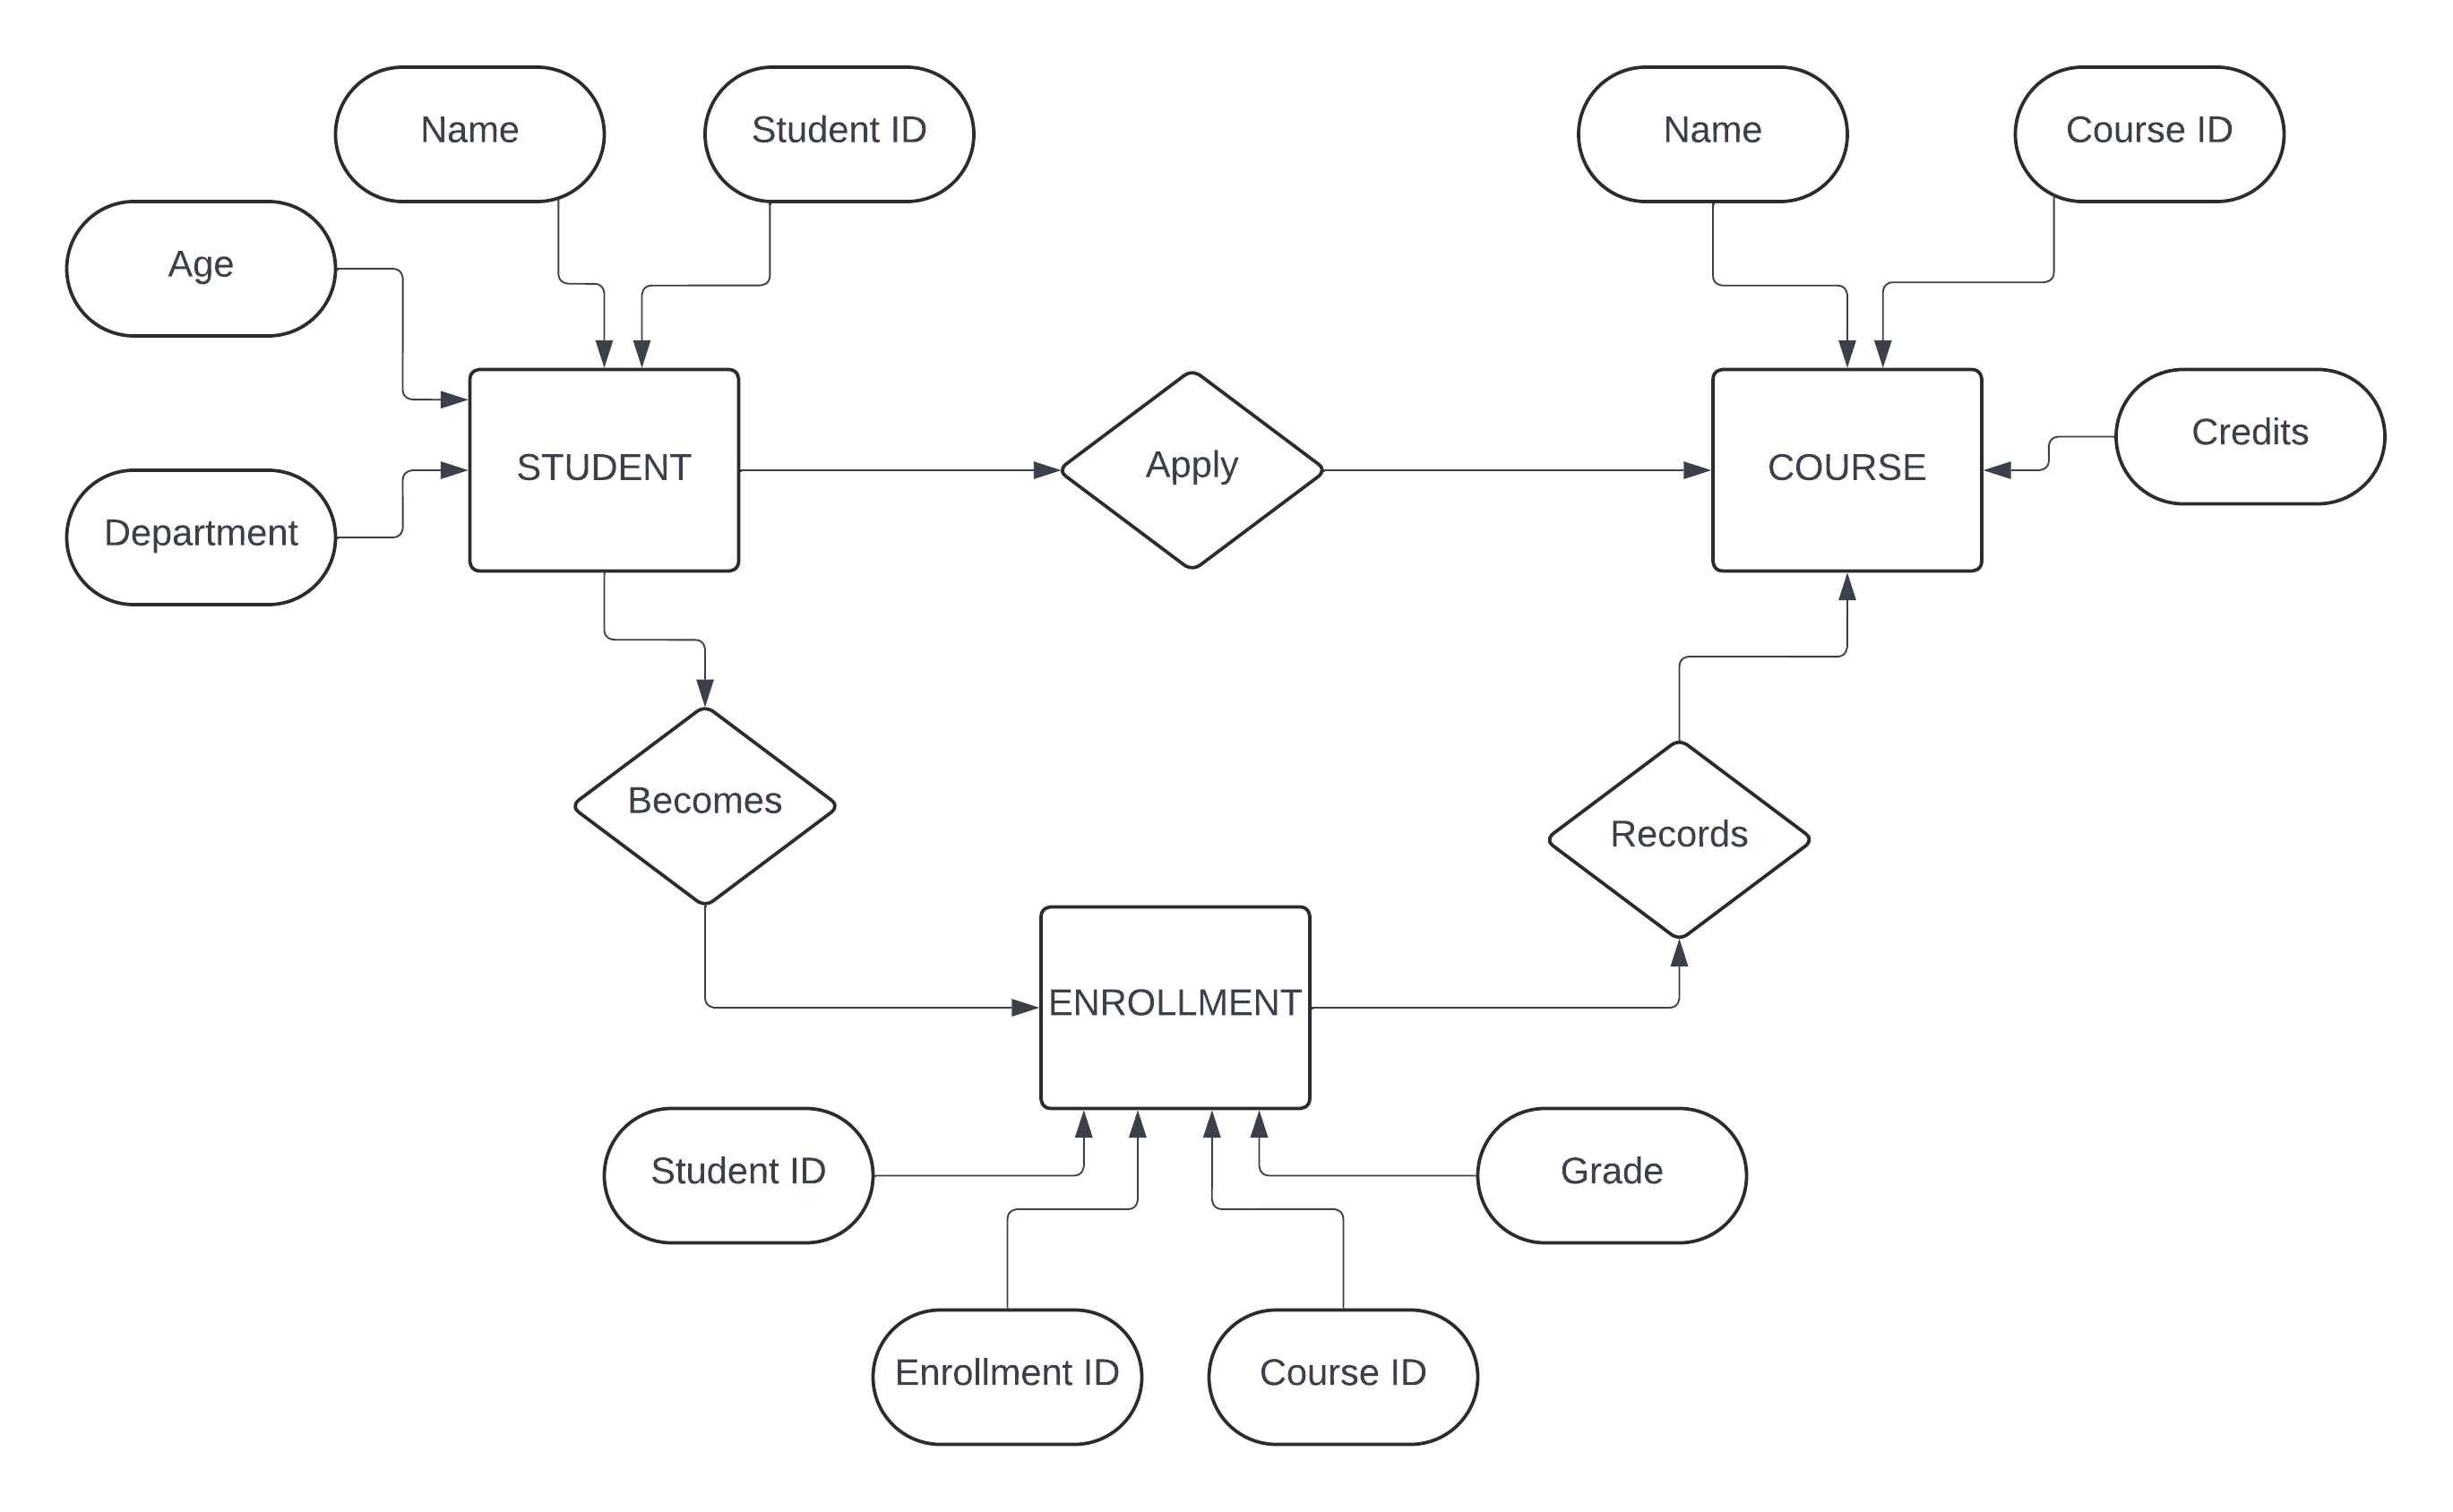 Name
Student ID
Name
Course ID
Age
Credits
STUDENT
Apply
COURSE
Department
Becomes
Records
ENROLLMENT
Student ID
Grade
Enrollment ID
Course ID